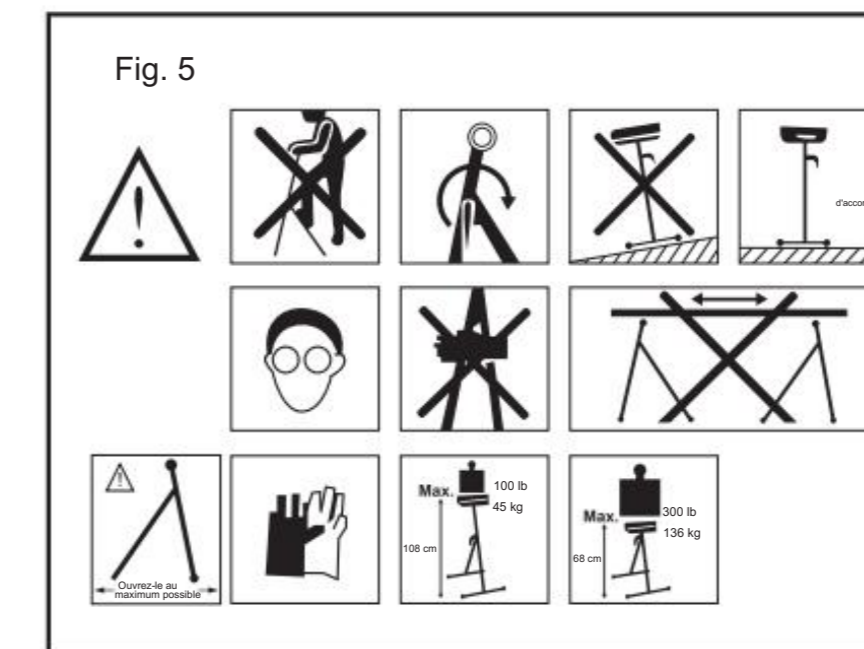 Fig. 5
d'accor
Max.
100 lb
45 kg
108 cm
Max.
300 lb
136 kg
68 cm
Ouvrez-le au
maximum possible